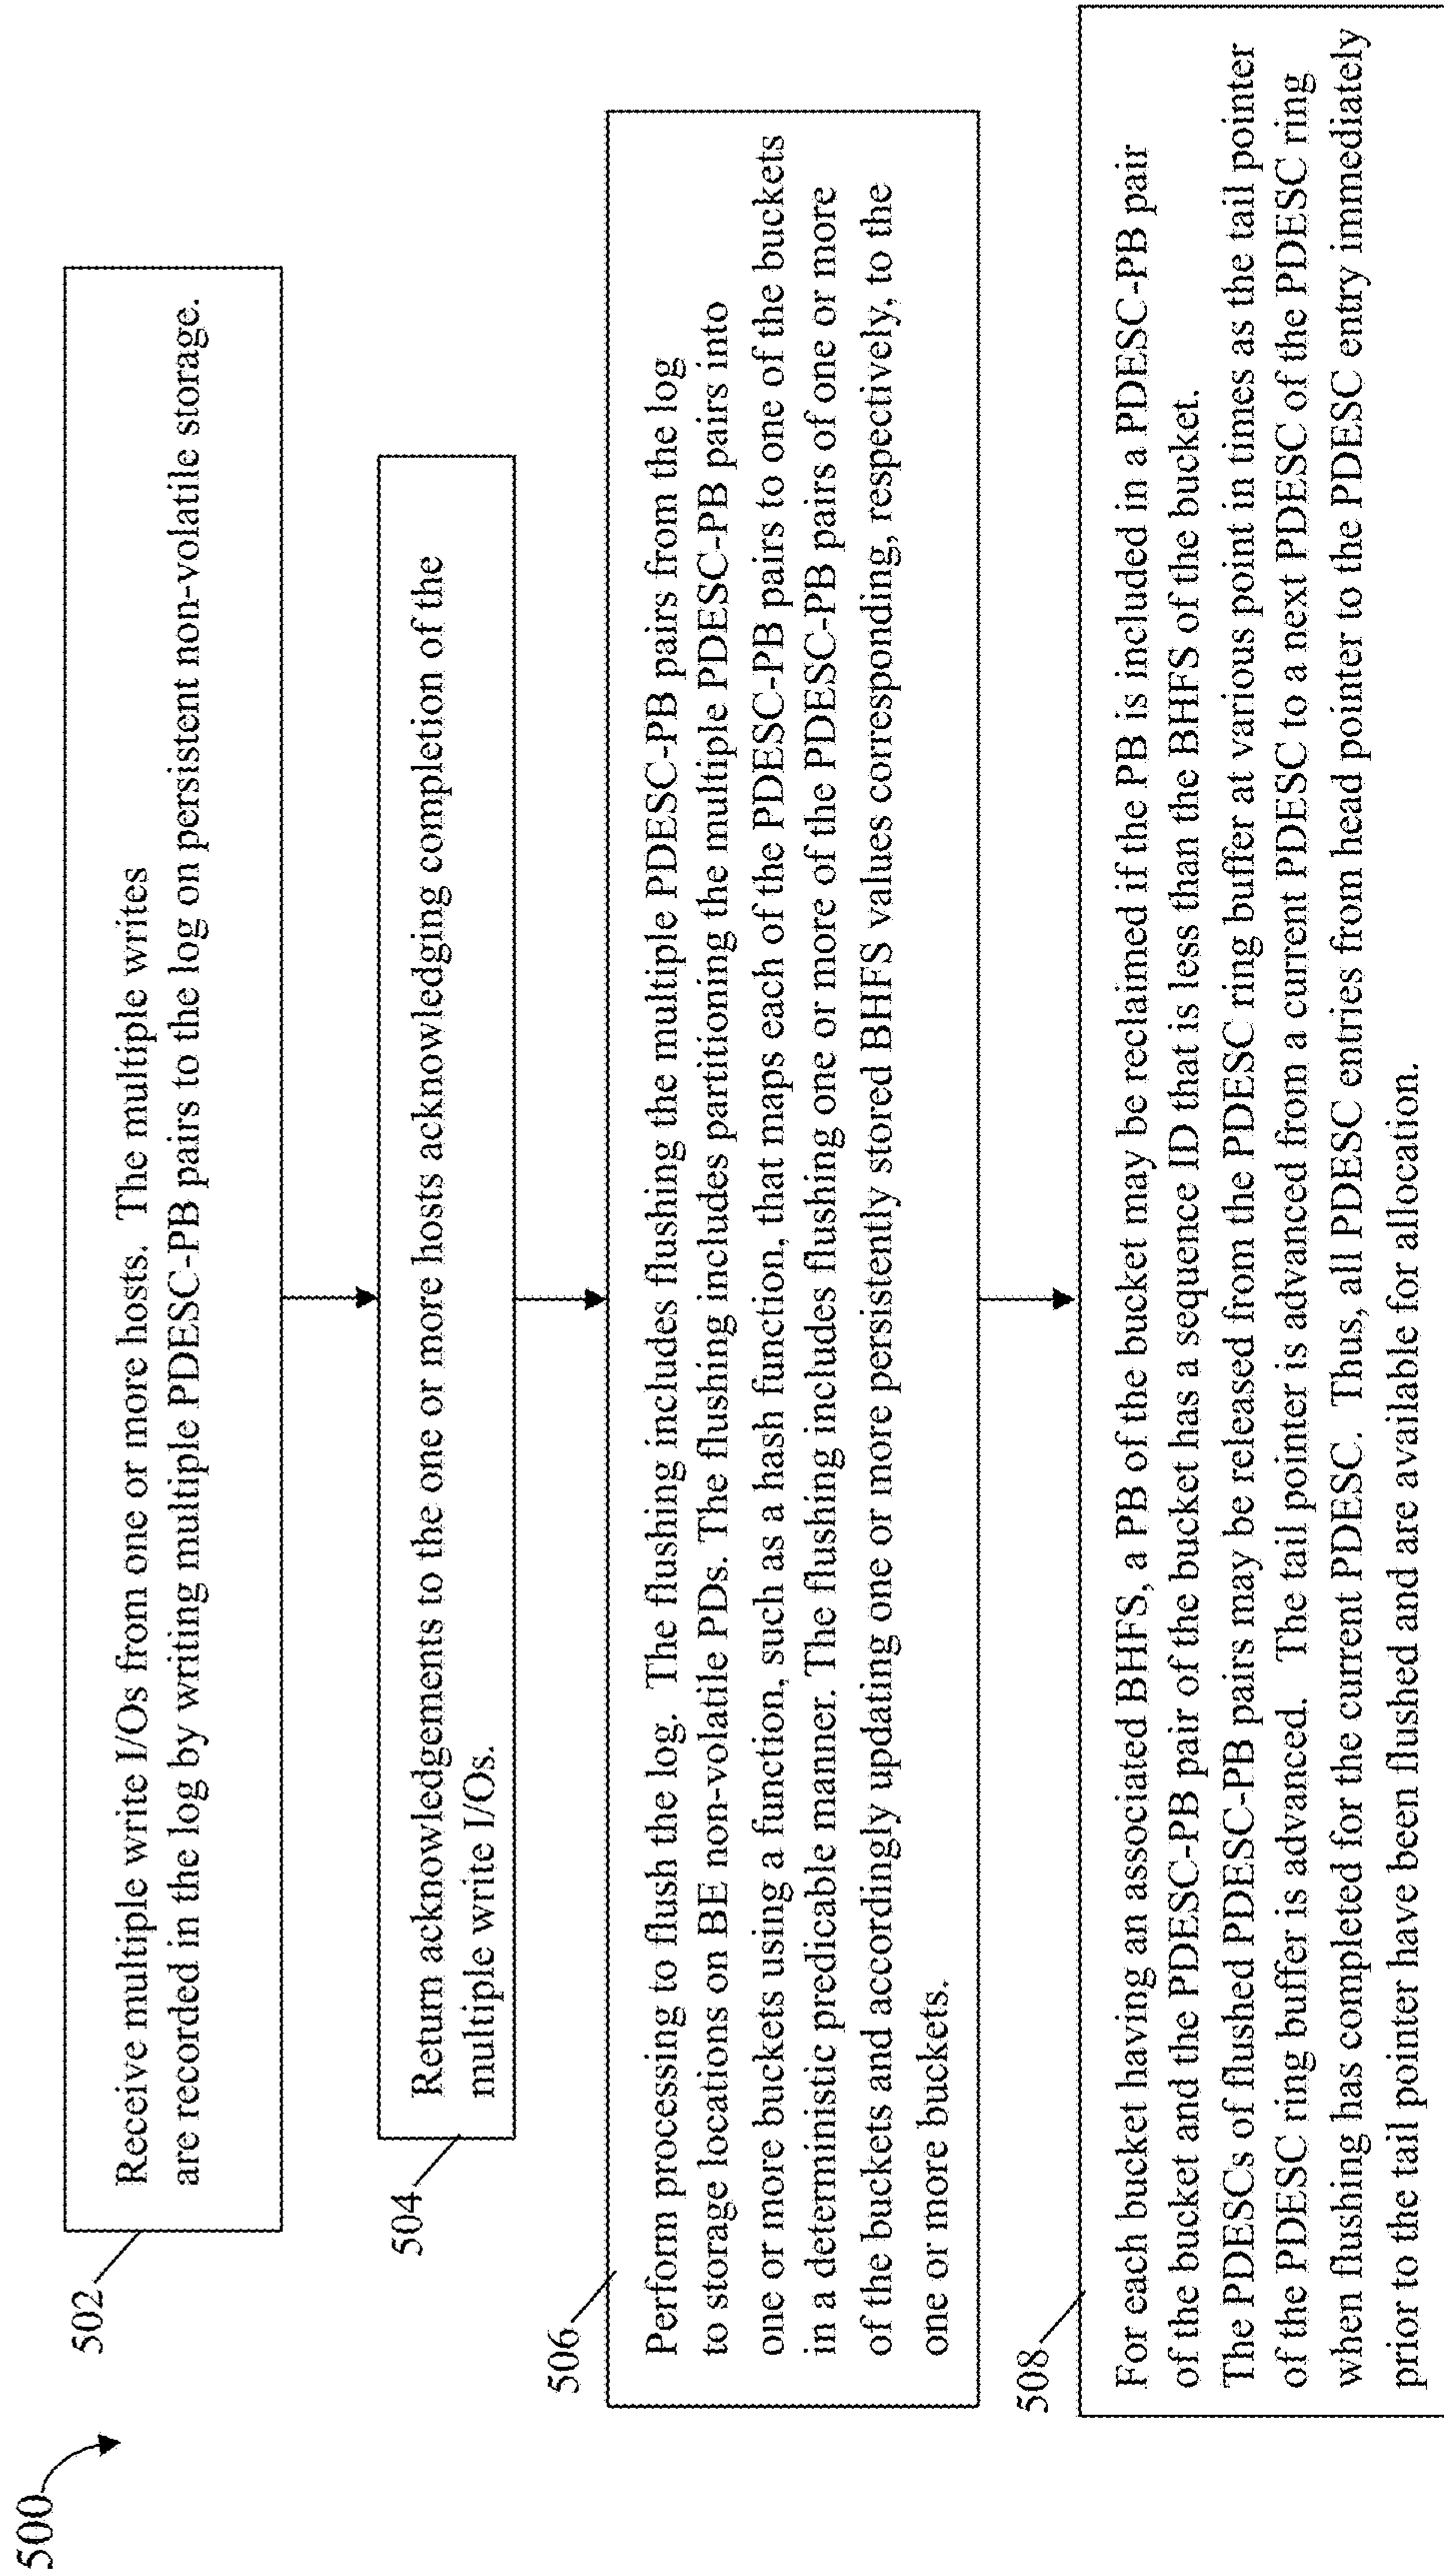 500
502
Receive multiple write I/Os from one or more hosts. The multiple writes
are recorded in the log by writing multiple PDESC-PB pairs to the log on persistent non-volatile storage.
504
Return acknowledgements to the one or more hosts acknowledging completion of the
multiple write I/Os.
506
Perform processing to flush the log. The flushing includes flushing the multiple PDESC-PB pairs from the log
to storage locations on BE non-volatile PDs. The flushing includes partitioning the multiple PDESC-PB pairs into
one or more buckets using a function, such as a hash function, that maps each of the PDESC-PB pairs to one of the buckets
in a deterministic predicable manner. The flushing includes flushing one or more of the PDESC-PB pairs of one or more
of the buckets and accordingly updating one or more persistently stored BHFS values corresponding, respectively, to the
one or more buckets.
508
For each bucket having an associated BHFS, a PB of the bucket may be reclaimed if the PB is included in a PDESC-PB pair
of the bucket and the PDESC-PB pair of the bucket has a sequence ID that is less than the BHFS of the bucket.
The PDESCs of flushed PDESC-PB pairs may be released from the PDESC ring buffer at various point in times as the tail pointer
of the PDESC ring buffer is advanced. The tail pointer is advanced from a current PDESC to a next PDESC of the PDESC ring
when flushing has completed for the current PDESC. Thus, all PDESC entries from head pointer to the PDESC entry immediately
prior to the tail pointer have been flushed and are available for allocation.